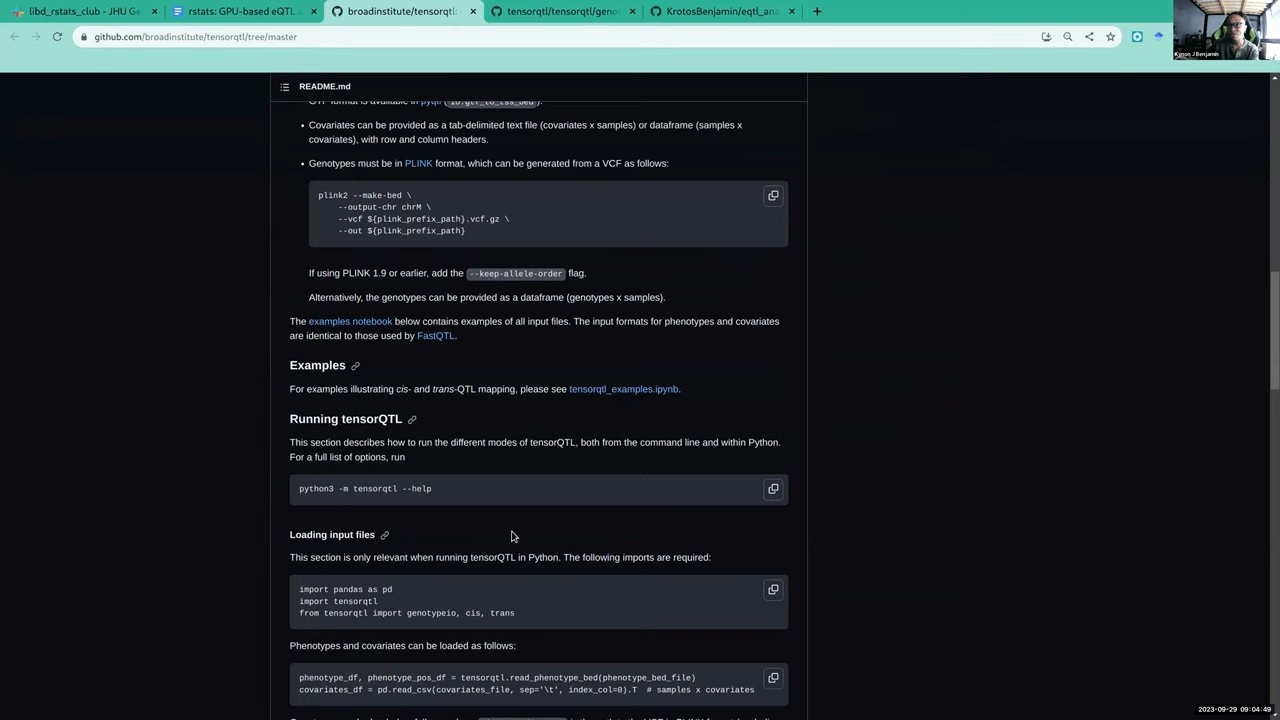 libd_rstats_club - JHU Ge
rstats: GPU-based eQTL a
broadinstitute/tensorqtl:
tensorqtl/tensorqtl/geno
KrotosBenjamin/eqtl_ana
github.com/broadinstitute/tensorqtl/tree/master
Kynon J Benjamin
README.md
GTF format is available in pyqtl (io.gtf_to_tss_bed).
• Covariates can be provided as a tab-delimited text file (covariates x samples) or dataframe (samples x
covariates), with row and column headers.
• Genotypes must be in PLINK format, which can be generated from a VCF as follows:
plink2 --make-bed \
--output-chr chrM \
--vcf ${plink_prefix_path}.vcf.gz \
--out ${plink_prefix_path}
If using PLINK 1.9 or earlier, add the --keep-allele-order flag.
Alternatively, the genotypes can be provided as a dataframe (genotypes x samples).
The examples notebook below contains examples of all input files. The input formats for phenotypes and covariates
are identical to those used by FastQTL.
Examples
For examples illustrating cis- and trans-QTL mapping, please see tensorqtl_examples.ipynb.
Running tensorQTL
This section describes how to run the different modes of tensorQTL, both from the command line and within Python.
For a full list of options, run
python3 -m tensorqtl --help
Loading input files
This section is only relevant when running tensorQTL in Python. The following imports are required:
import pandas as pd
import tensorqtl
from tensorqtl import genotypeio, cis, trans
Phenotypes and covariates can be loaded as follows:
phenotype_df, phenotype_pos_df = tensorqtl.read_phenotype_bed(phenotype_bed_file)
covariates_df = pd.read_csv(covariates_file, sep='\t', index_col=0).T # samples x covariates
2023-09-29 09:04:49